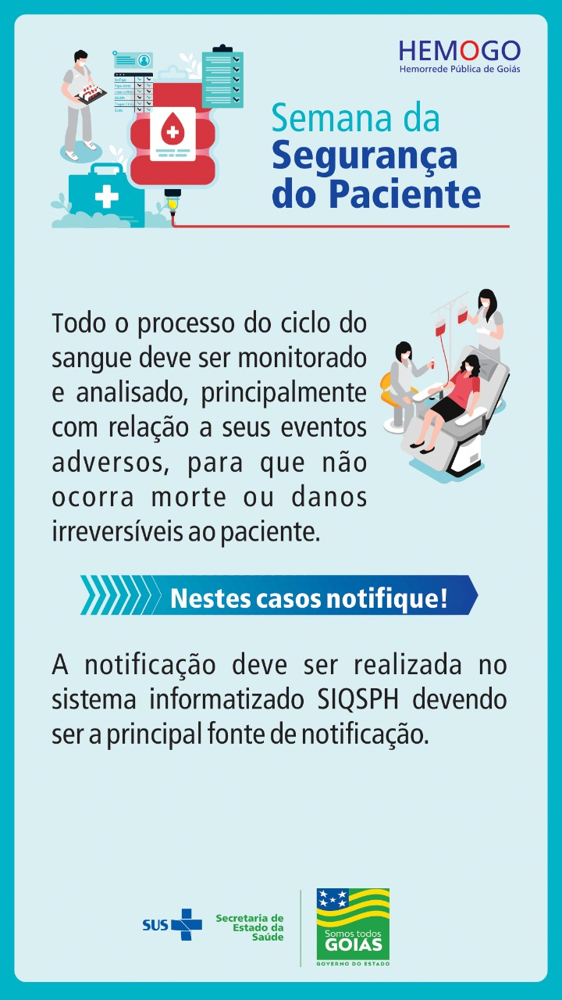 HEMOGO
Hemorrede Pública de Goiás
Semana da
Segurança
do Paciente
Todo o processo do ciclo do
sangue deve ser monitorado
e analisado, principalmente
com relação a seus eventos
adversos, para que não
ocorra morte ou danos
irreversíveis ao paciente.
Nestes casos notifique!
A notificação deve ser realizada no
sistema informatizado SIQSPH devendo
ser a principal fonte de notificação.
SUS
Secretaria de
Estado da
Saúde
Somos todos
GOIÁS
GOVERNO DO ESTADO